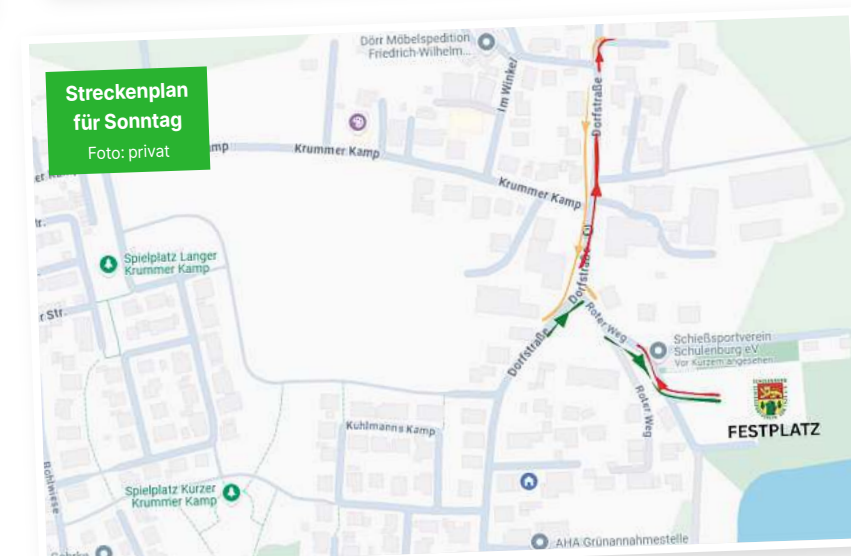 Streckenplan
für Sonntag
Foto: privat
Dörr Möbelspedition
Friedrich-Wilhelm...
Im Winkel
Dorfstraße
Krummer Kamp
Krummer Kamp
Spielplatz Langer
Krummer Kamp
Str.
Dorfstraße
Dorfstraße
Roter Weg
Schießsportverein
Schulenburg eV
Vor Kurzem angesehen
Roter Weg
FESTPLATZ
Kuhlmanns Kamp
Spielplatz Kurzer
Krummer Kamp
AHA Grünannahmestelle